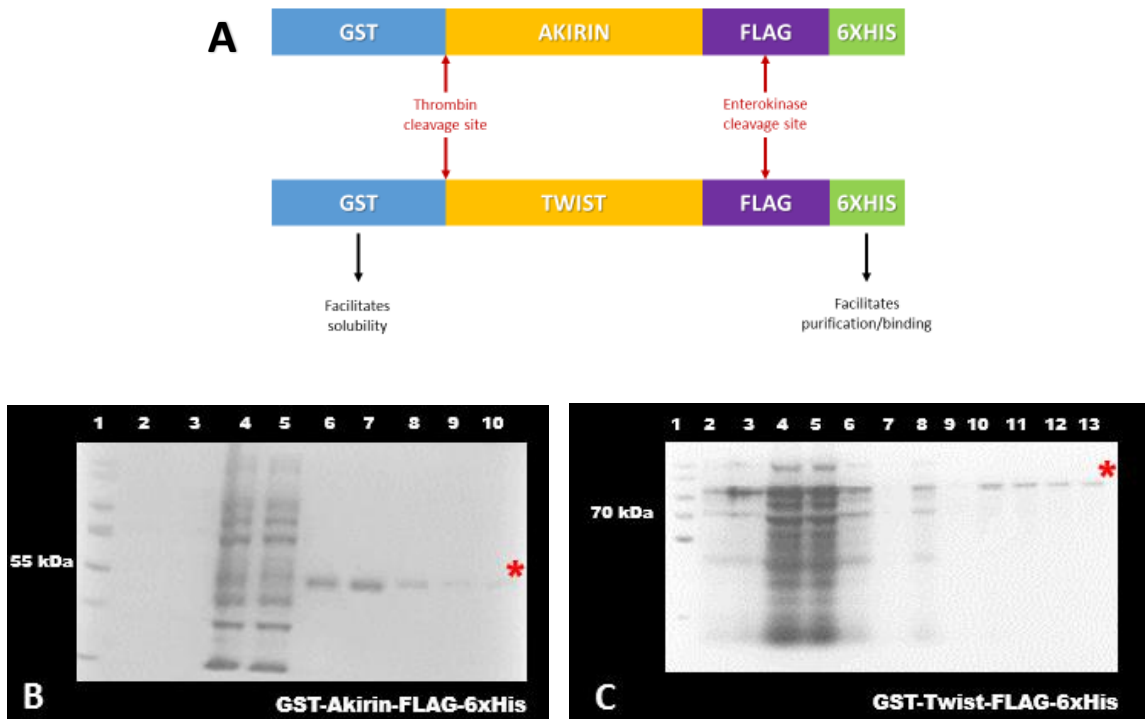 A
GST AKIRIN FLAG 6XHIS
Thrombin
cleavage site
Enterokinase
cleavage site
GST TWIST FLAG 6XHIS
Facilitates
solubility
Facilitates
purification/binding
1 2 3 4 5 6 7 8 9 10
55 kDa
*
B
GST-Akirin-FLAG-6xHis
1 2 3 4 5 6 7 8 9 10 11 12 13
70 kDa
*
C
GST-Twist-FLAG-6xHis